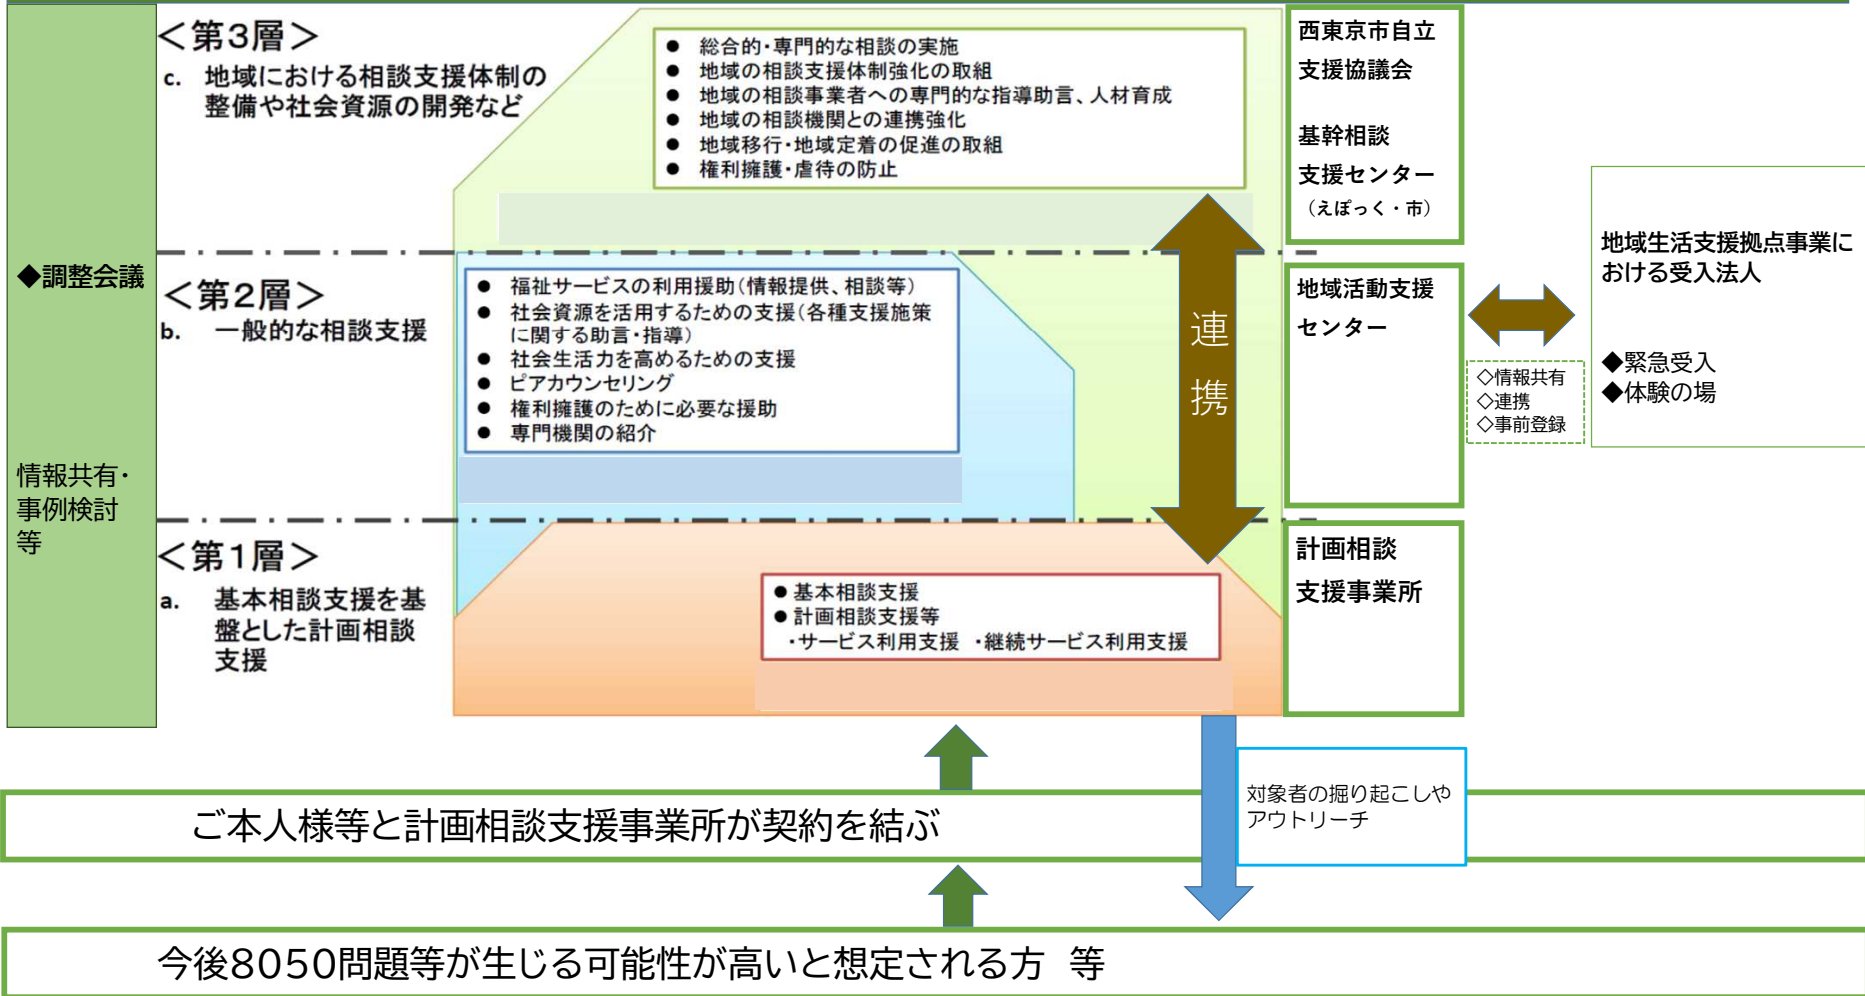 ◆調整会議
情報共有・
事例検討
等
＜第3層＞
c. 地域における相談支援体制の
整備や社会資源の開発など
● 総合的・専門的な相談の実施
● 地域の相談支援体制強化の取組
● 地域の相談事業者への専門的な指導助言、人材育成
● 地域の相談機関との連携強化
● 地域移行・地域定着の促進の取組
● 権利擁護・虐待の防止
西東京市自立
支援協議会
基幹相談
支援センター
（えぽっく・市）
＜第2層＞
b. 一般的な相談支援
● 福祉サービスの利用援助（情報提供、相談等）
● 社会資源を活用するための支援（各種支援施策
に関する助言・指導）
● 社会生活力を高めるための支援
● ピアカウンセリング
● 権利擁護のために必要な援助
● 専門機関の紹介
連
携
地域活動支援
センター
◇情報共有
◇連携
◇事前登録
地域生活支援拠点事業に
おける受入法人
◆緊急受入
◆体験の場
＜第1層＞
a. 基本相談支援を基
盤とした計画相談
支援
● 基本相談支援
● 計画相談支援等
・サービス利用支援 ・継続サービス利用支援
計画相談
支援事業所
対象者の掘り起こしや
アウトリーチ
ご本人様等と計画相談支援事業所が契約を結ぶ
今後8050問題等が生じる可能性が高いと想定される方 等